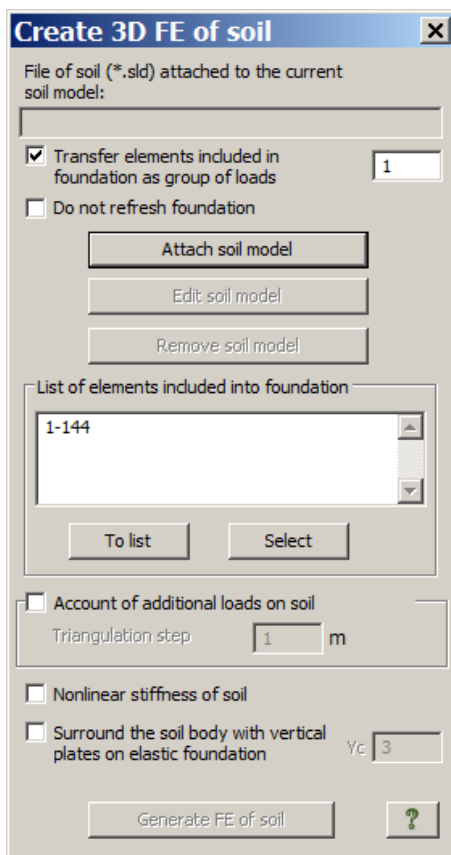 Create 3D FE of soil
File of soil (*.sld) attached to the current
soil model:
Transfer elements included in
foundation as group of loads
1
Do not refresh foundation
Attach soil model
Edit soil model
Remove soil model
List of elements included into foundation
1-144
To list
Select
Account of additional loads on soil
Triangulation step
1
m
Nonlinear stiffness of soil
Surround the soil body with vertical
plates on elastic foundation
Yc
3
Generate FE of soil
?